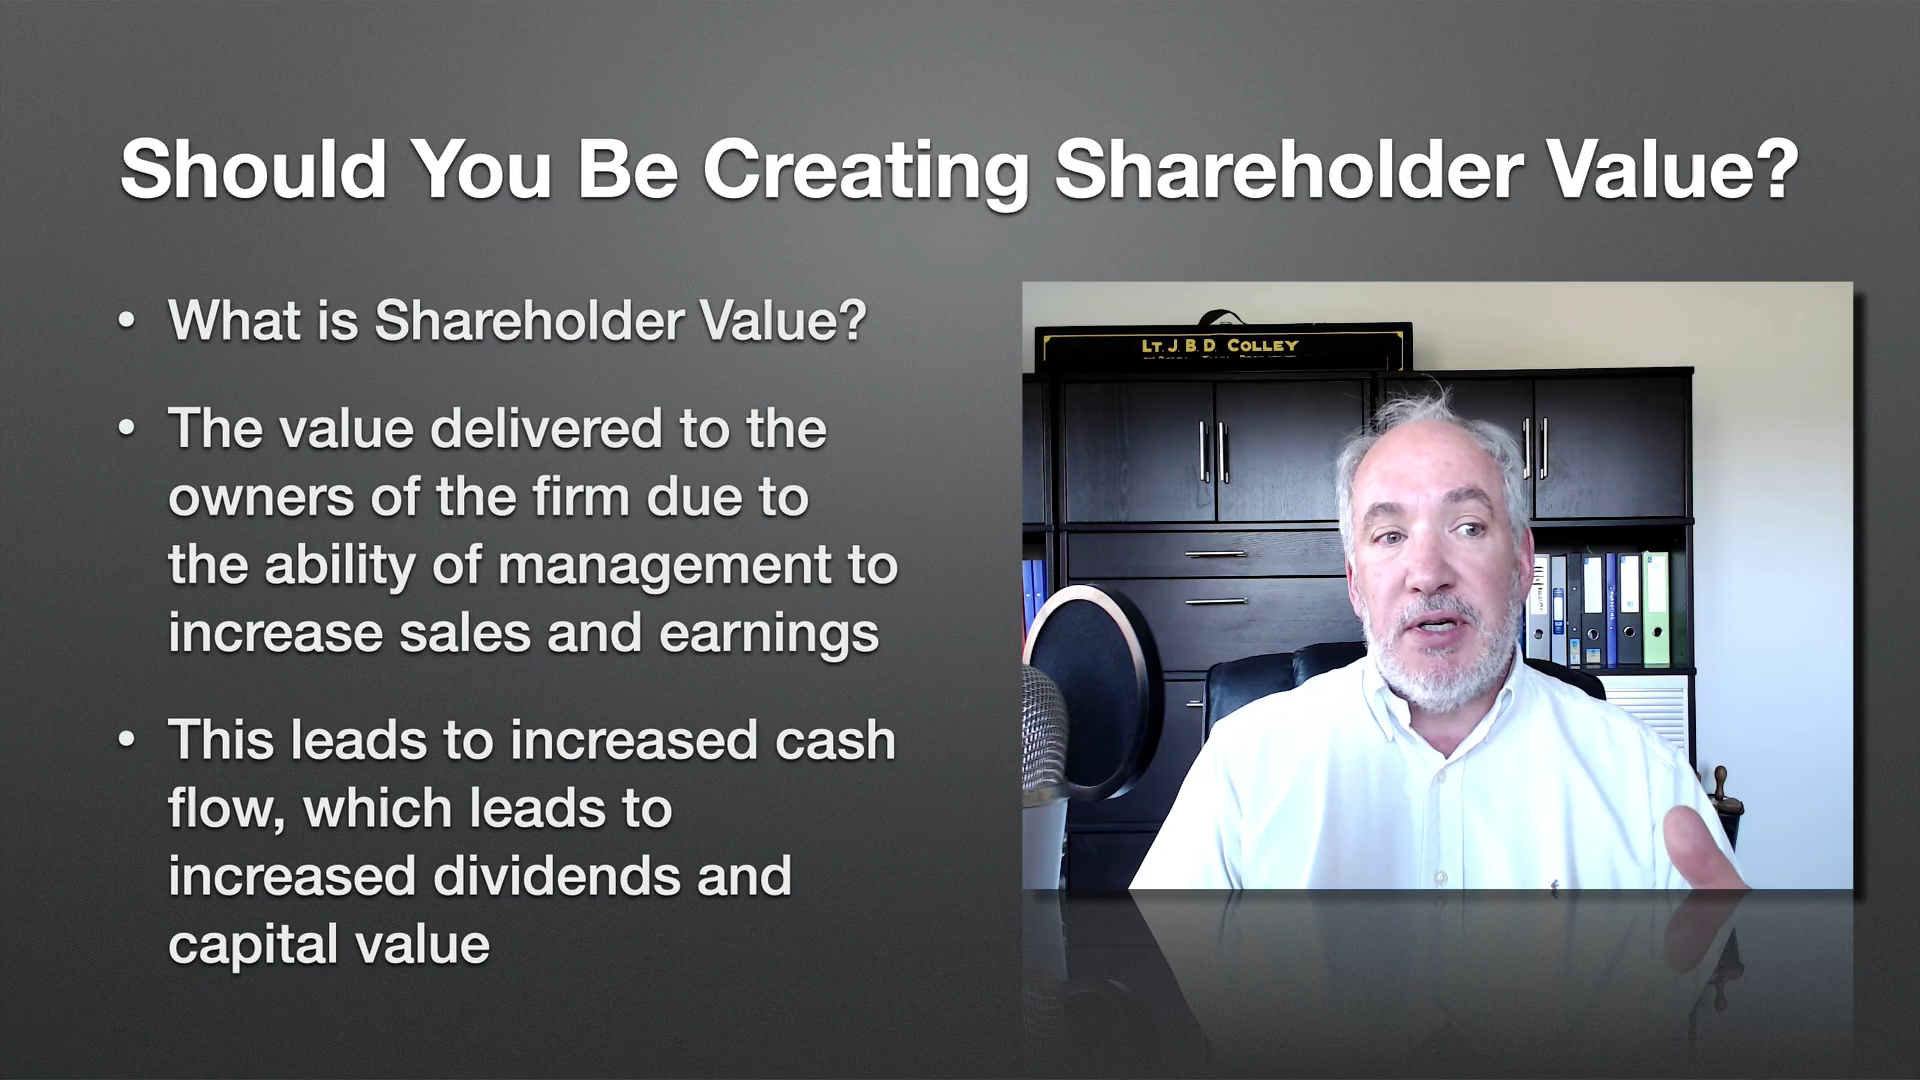 Should You Be Creating Shareholder Value?
• What is Shareholder Value?
• The value delivered to the
owners of the firm due to
the ability of management to
increase sales and earnings
• This leads to increased cash
flow, which leads to
increased dividends and
capital value
LT. J. B. D. COLLEY